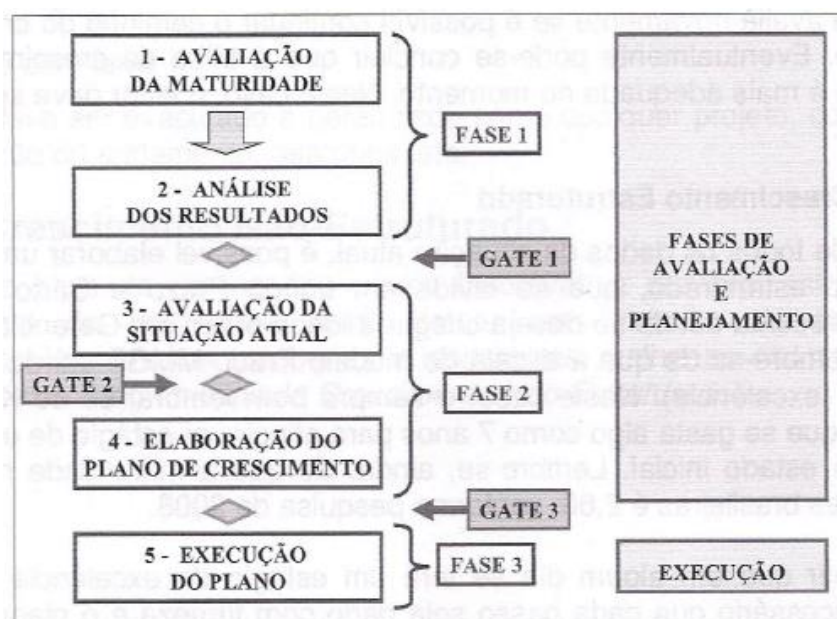 1 - AVALIAÇÃO
DA MATURIDADE
FASE 1
2 - ANÁLISE
DOS RESULTADOS
GATE 1
FASES DE
AVALIAÇÃO
E
PLANEJAMENTO
3 - AVALIAÇÃO DA
SITUAÇÃO ATUAL
GATE 2
FASE 2
4 - ELABORAÇÃO DO
PLANO DE CRESCIMENTO
GATE 3
5 - EXECUÇÃO
DO PLANO
FASE 3
EXECUÇÃO